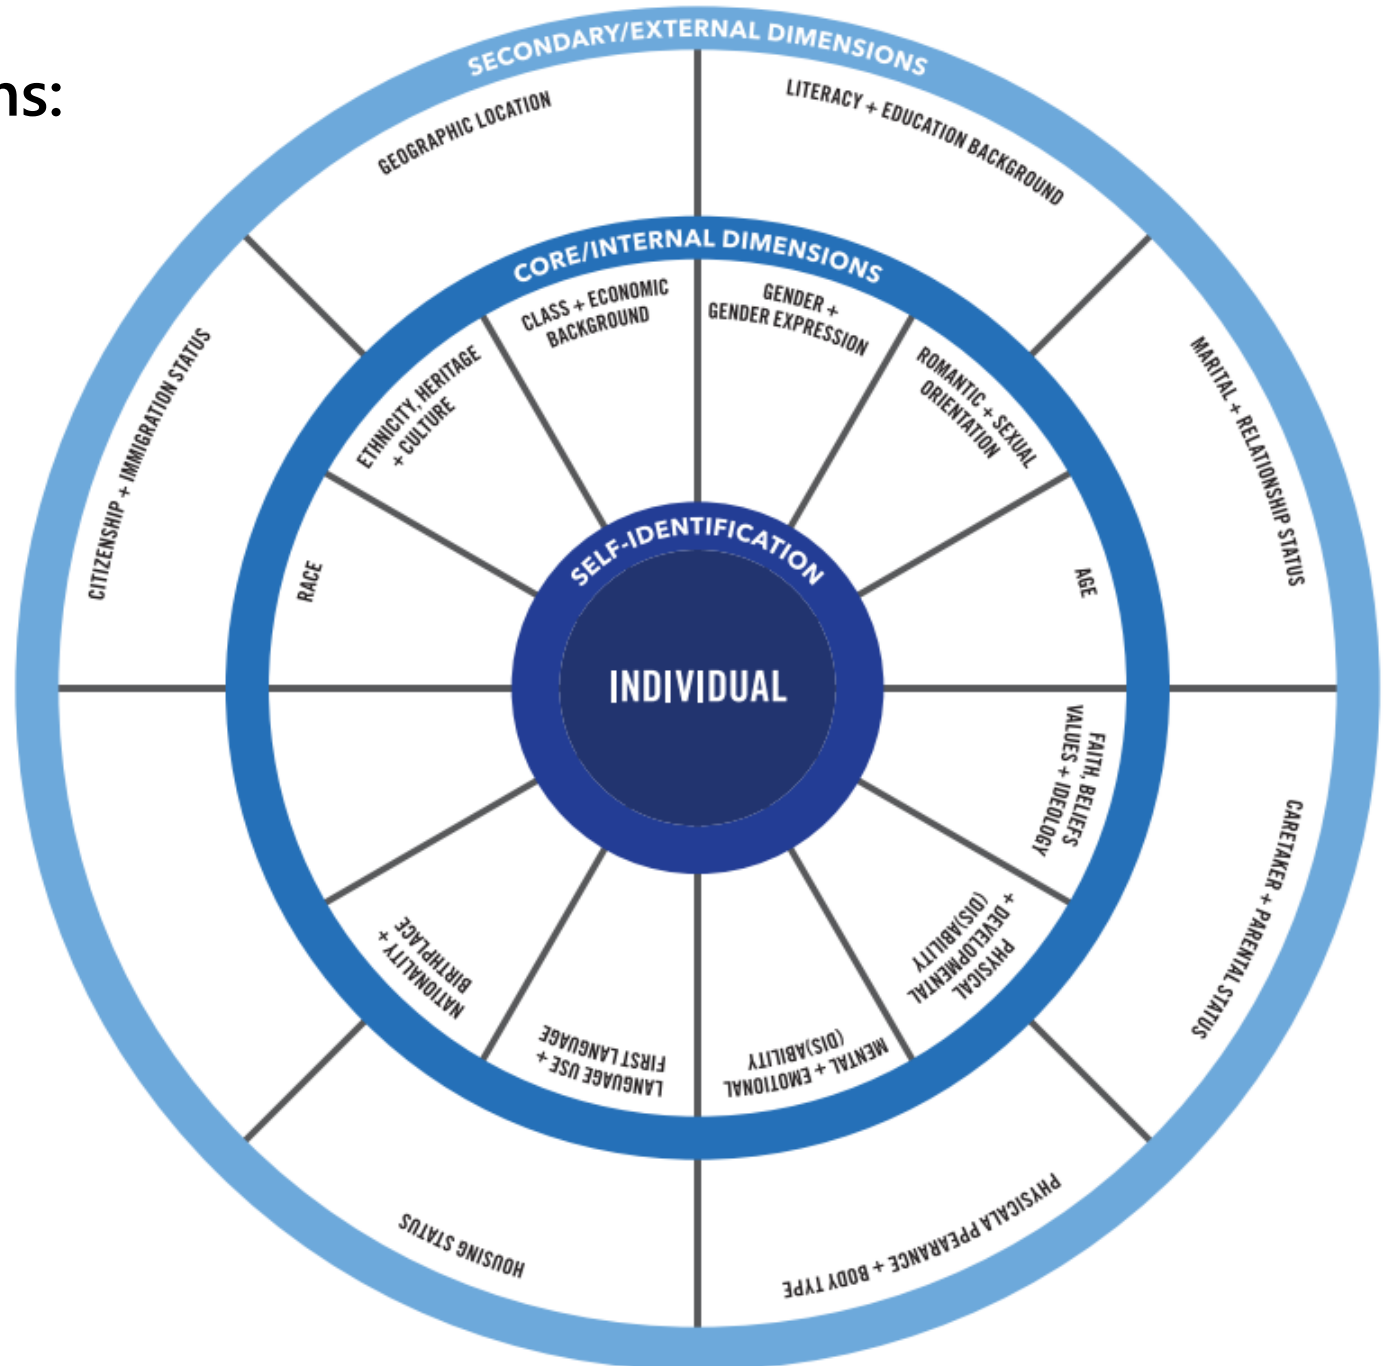 ns:
SECONDARY/EXTERNAL DIMENSIONS
GEOGRAPHIC LOCATION
LITERACY + EDUCATION BACKGROUND
MARITAL + RELATIONSHIP STATUS
CARETAKER + PARENTAL STATUS
PHYSICALA PPEARANCE + BODY TYPE
HOUSING STATUS
CITIZENSHIP + IMMIGRATION STATUS
CORE/INTERNAL DIMENSIONS
CLASS + ECONOMIC
BACKGROUND
GENDER +
GENDER EXPRESSION
ROMANTIC + SEXUAL
ORIENTATION
AGE
FAITH, BELIEFS
VALUES + IDEOLOGY
PHYSICAL
+ DEVELOPMENTAL
(DIS)ABILITY
MENTAL + EMOTIONAL
(DIS)ABILITY
LANGUAGE USE +
FIRST LANGUAGE
NATIONALITY +
BIRTHPLACE
RACE
ETHNICITY, HERITAGE
+ CULTURE
SELF-IDENTIFICATION
INDIVIDUAL